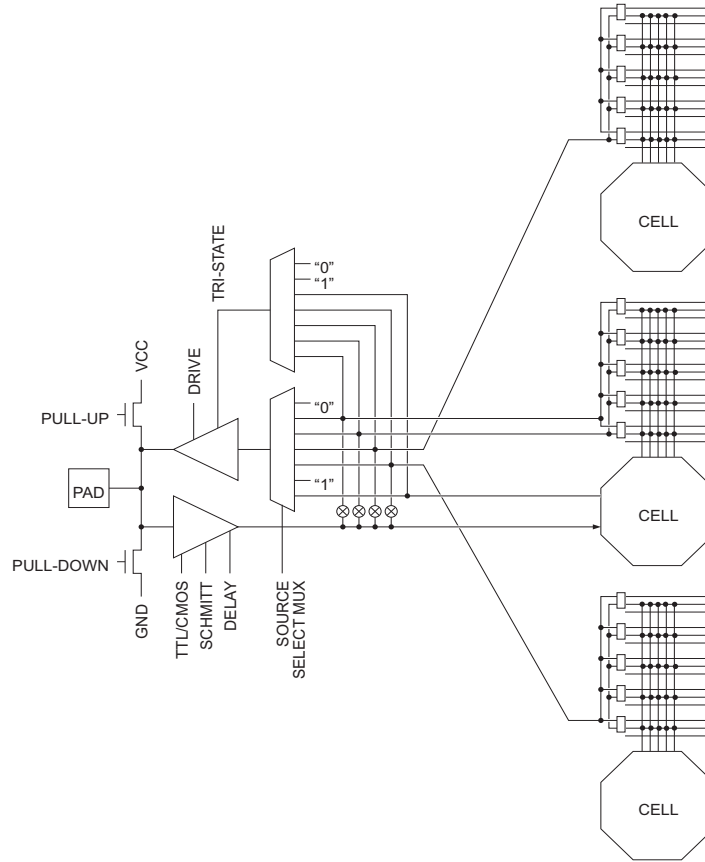 CELL
TRI-STATE
“0”
“1”
VCC
DRIVE
PULL-UP
“0”
PAD
“1”
CELL
PULL-DOWN
GND
TTL/CMOS
SCHMITT
DELAY
SOURCE
SELECT MUX
CELL